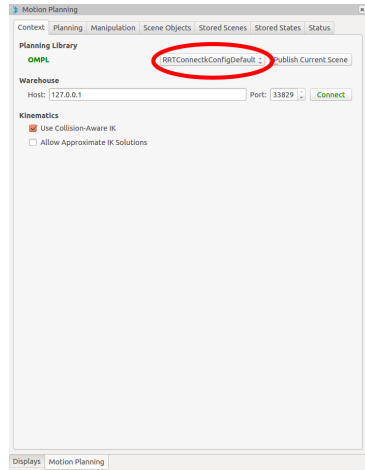 Motion Planning
Context Planning Manipulation Scene Objects Stored Scenes Stored States Status
Planning Library
OMPL RRTConnectkConfigDefault Publish Current Scene
Warehouse
Host: 127.0.0.1 Port: 33829 Connect
Kinematics
Use Collision-Aware IK
Allow Approximate IK Solutions
Displays Motion Planning